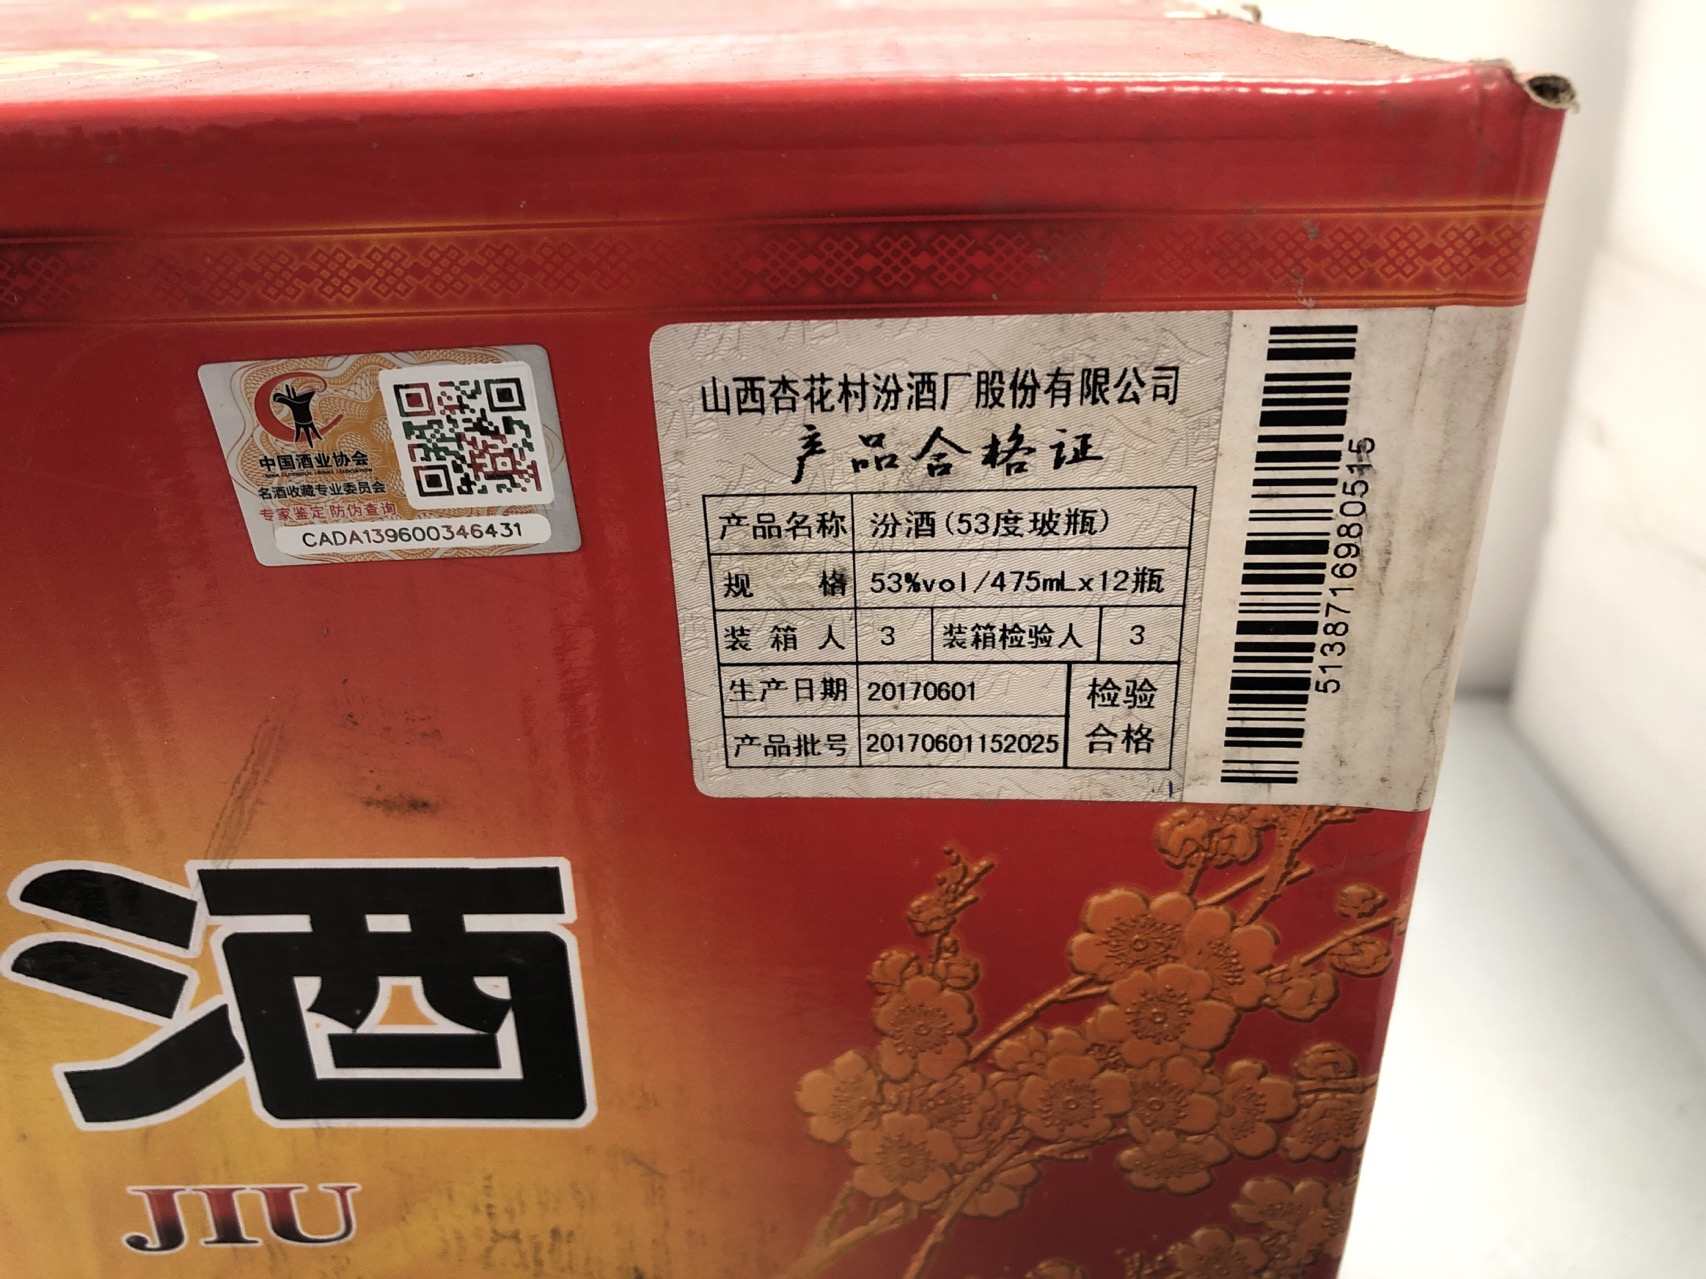 中国酒业协会
名酒收藏专业委员会
专家鉴定 防伪查询
CADA139600346431
山西杏花村汾酒厂股份有限公司
产品合格证
产品名称 汾酒(53度玻瓶)
规 格 53%vol/475mLx12瓶
装箱人 3 装箱检验人 3
生产日期 20170601 检验
产品批号 20170601152025 合格
5138716980515
酒
JIU